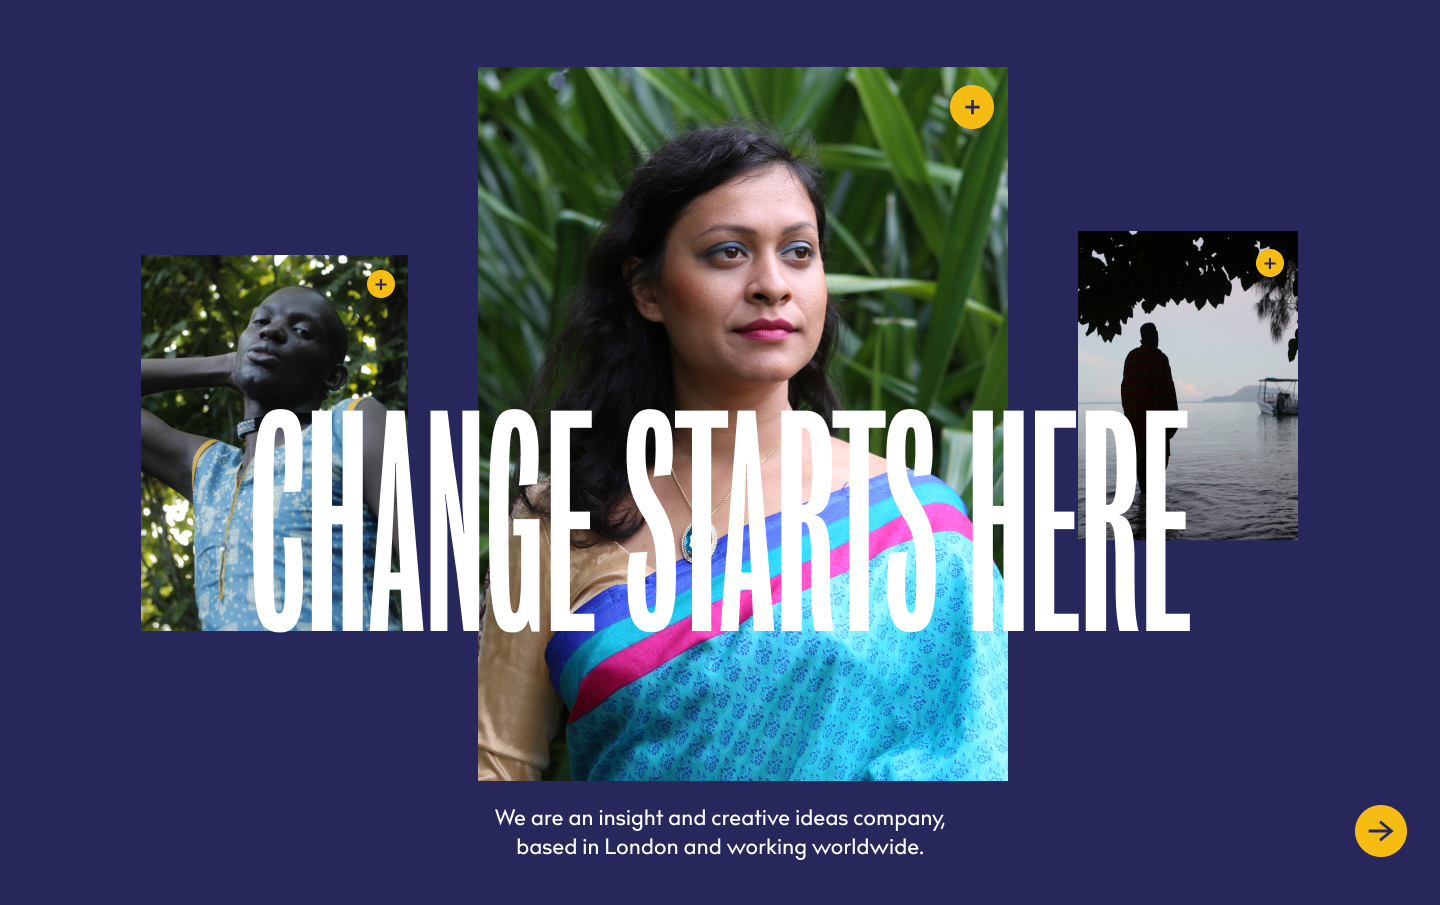 CHANGE STARTS HERE
We are an insight and creative ideas company,
based in London and working worldwide.